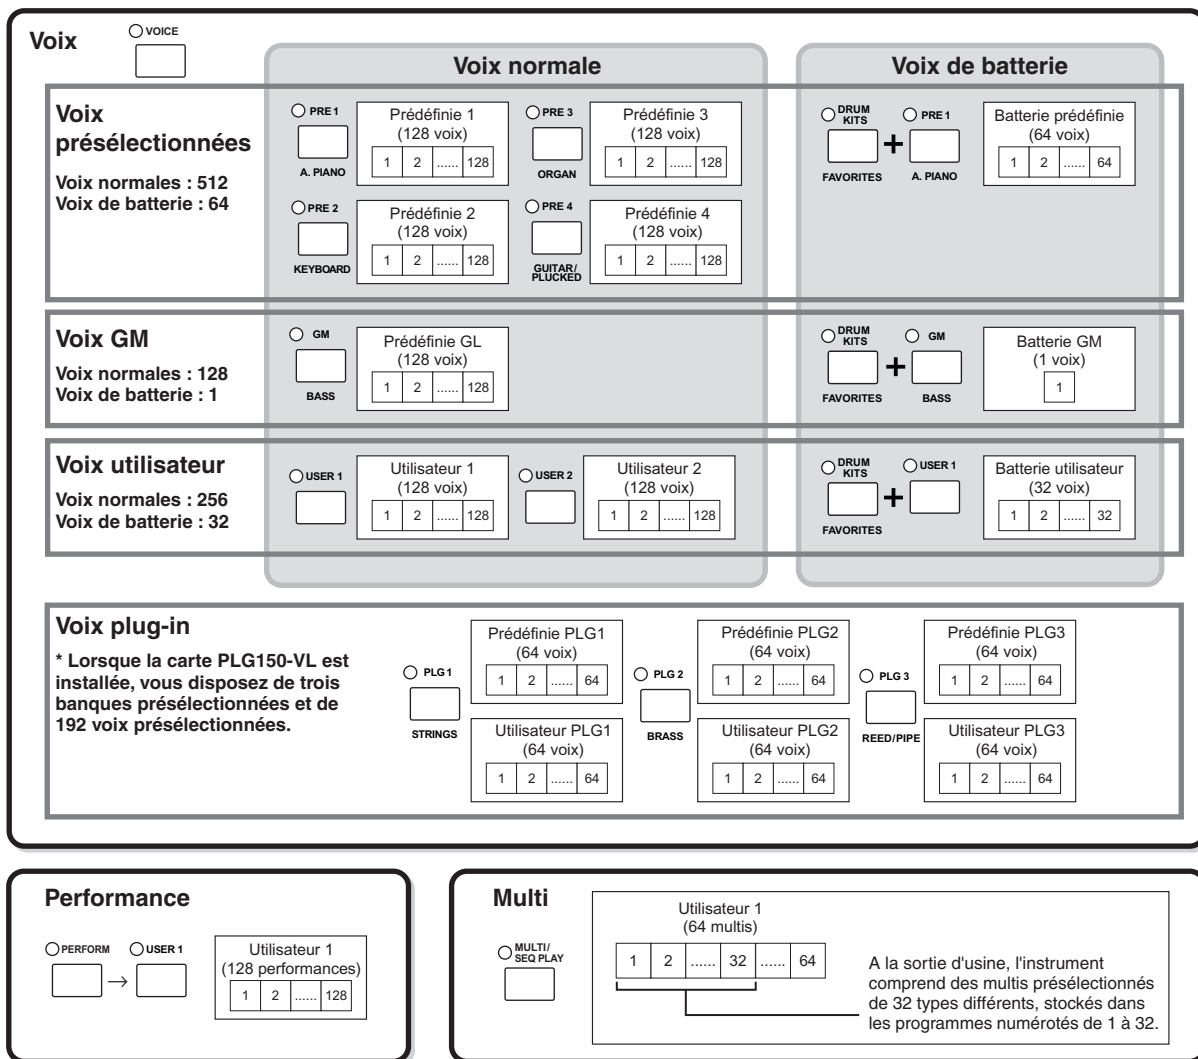 Voix
VOICE
Voix normale
Voix de batterie
Voix
présélectionnées
Voix normales : 512
Voix de batterie : 64
PRE 1
A. PIANO
Prédéfinie 1
(128 voix)
1 2 ...... 128
PRE 3
ORGAN
Prédéfinie 3
(128 voix)
1 2 ...... 128
PRE 2
KEYBOARD
Prédéfinie 2
(128 voix)
1 2 ...... 128
PRE 4
GUITAR/
PLUCKED
Prédéfinie 4
(128 voix)
1 2 ...... 128
DRUM
KITS
FAVORITES
+
PRE 1
A. PIANO
Batterie prédéfinie
(64 voix)
1 2 ...... 64
Voix GM
Voix normales : 128
Voix de batterie : 1
GM
BASS
Prédéfinie GL
(128 voix)
1 2 ...... 128
DRUM
KITS
FAVORITES
+
GM
BASS
Batterie GM
(1 voix)
1
Voix utilisateur
Voix normales : 256
Voix de batterie : 32
USER 1
Utilisateur 1
(128 voix)
1 2 ...... 128
USER 2
Utilisateur 2
(128 voix)
1 2 ...... 128
DRUM
KITS
FAVORITES
+
USER 1
Batterie utilisateur
(32 voix)
1 2 ...... 32
Voix plug-in
* Lorsque la carte PLG150-VL est
installée, vous disposez de trois
banques présélectionnées et de
192 voix présélectionnées.
PLG 1
STRINGS
Prédéfinie PLG1
(64 voix)
1 2 ...... 64
Utilisateur PLG1
(64 voix)
1 2 ...... 64
PLG 2
BRASS
Prédéfinie PLG2
(64 voix)
1 2 ...... 64
Utilisateur PLG2
(64 voix)
1 2 ...... 64
PLG 3
REED/PIPE
Prédéfinie PLG3
(64 voix)
1 2 ...... 64
Utilisateur PLG3
(64 voix)
1 2 ...... 64
Performance
PERFORM
→
USER 1
Utilisateur 1
(128 performances)
1 2 ...... 128
Multi
MULTI/
SEQ PLAY
Utilisateur 1
(64 multis)
1 2 ...... 32 ...... 64
A la sortie d'usine, l'instrument
comprend des multis présélectionnés
de 32 types différents, stockés dans
les programmes numérotés de 1 à 32.